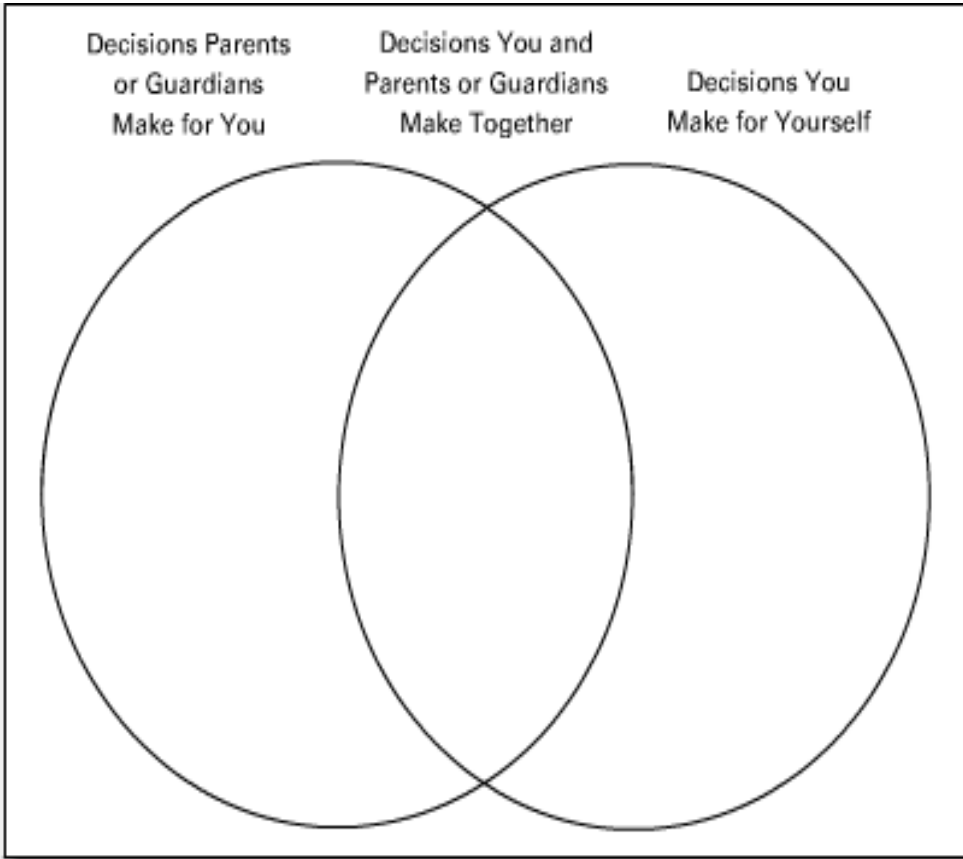 Decisions Parents
or Guardians
Make for You
Decisions You and
Parents or Guardians
Make Together
Decisions You
Make for Yourself